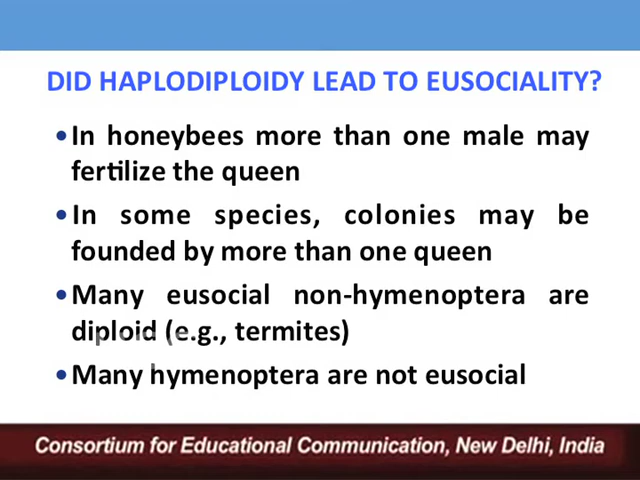 DID HAPLODIPLOIDY LEAD TO EUSOCIALITY?
•In honeybees more than one male may
fertilize the queen
•In some species, colonies may be
founded by more than one queen
•Many eusocial non-hymenoptera are
diploid (e.g., termites)
•Many hymenoptera are not eusocial
Consortium for Educational Communication, New Delhi, India